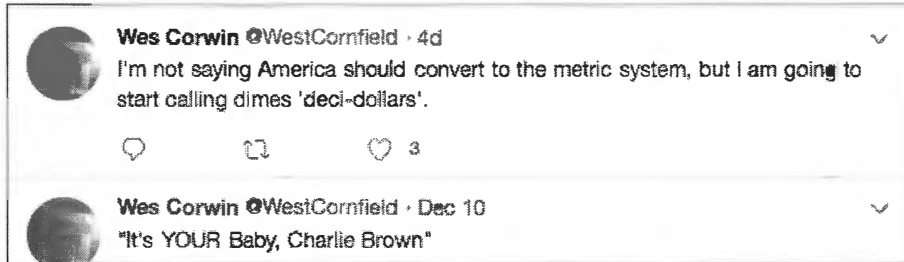 Wes Corwin @WestCornfield · 4d
I'm not saying America should convert to the metric system, but I am going to
start calling dimes 'deci-dollars'.
3
Wes Corwin @WestCornfield · Dec 10
"It's YOUR Baby, Charlie Brown"